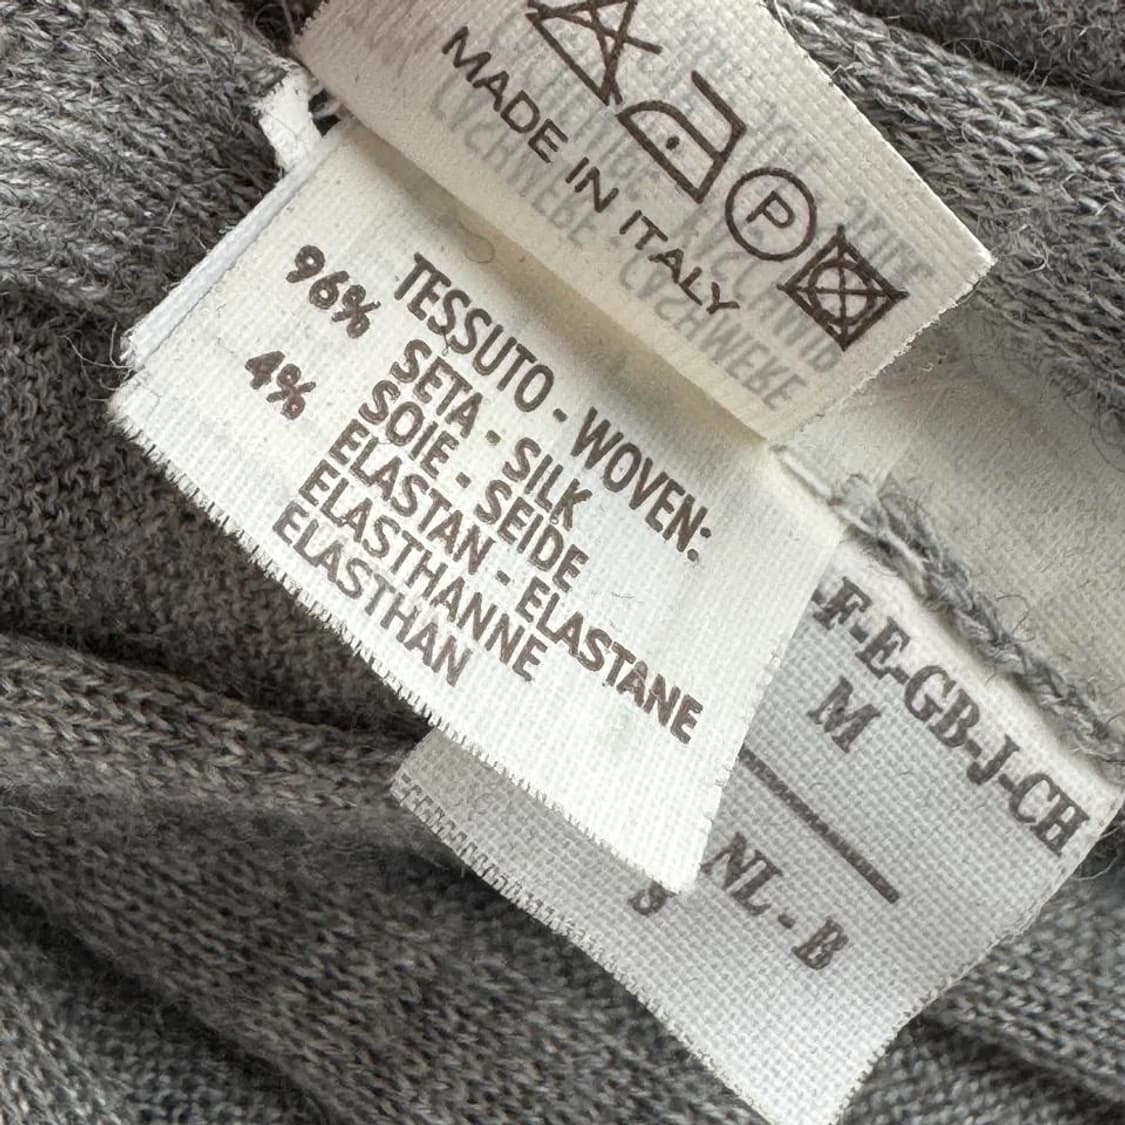 P
MADE IN ITALY
TESSUTO - WOVEN:
96% SETA - SILK
SOIE - SEIDE
4% ELASTAN - ELASTANE
ELASTHANNE
ELASTHAN
F-E-GB-J-CH
M
NL - B
S